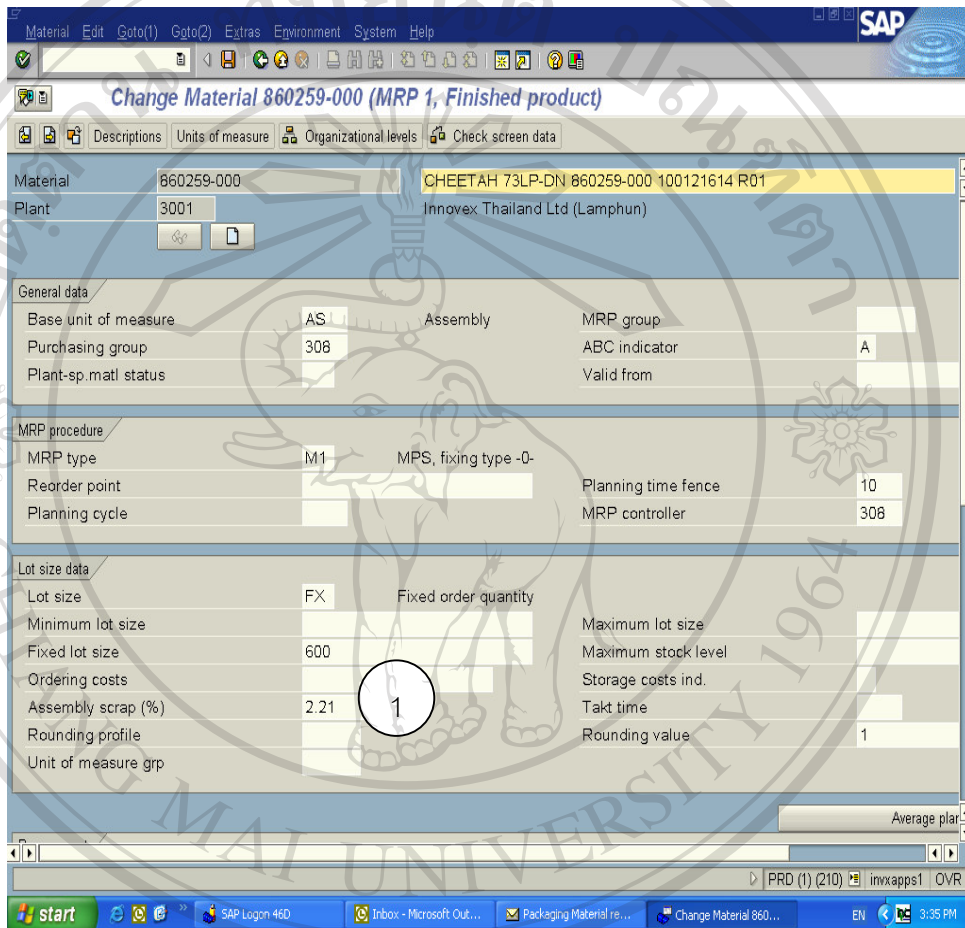 Material Edit Goto(1) Goto(2) Extras Environment System Help
SAP
Change Material 860259-000 (MRP 1, Finished product)
Descriptions Units of measure Organizational levels Check screen data
Material 860259-000 CHEETAH 73LP-DN 860259-000 100121614 R01
Plant 3001 Innovex Thailand Ltd (Lamphun)
General data
Base unit of measure AS Assembly MRP group
Purchasing group 308 ABC indicator A
Plant-sp.matl status Valid from
MRP procedure
MRP type M1 MPS, fixing type -0-
Reorder point Planning time fence 10
Planning cycle MRP controller 308
Lot size data
Lot size FX Fixed order quantity
Minimum lot size Maximum lot size
Fixed lot size 600 Maximum stock level
Ordering costs Storage costs ind.
Assembly scrap (%) 2.21 1 Takt time
Rounding profile Rounding value 1
Unit of measure grp
Average plan
PRD (1) (210) invxapps1 OVR
start SAP Logon 46D Inbox - Microsoft Out... Packaging Material re... Change Material 860... EN 3:35 PM
MAI UNIVERSITY 1964